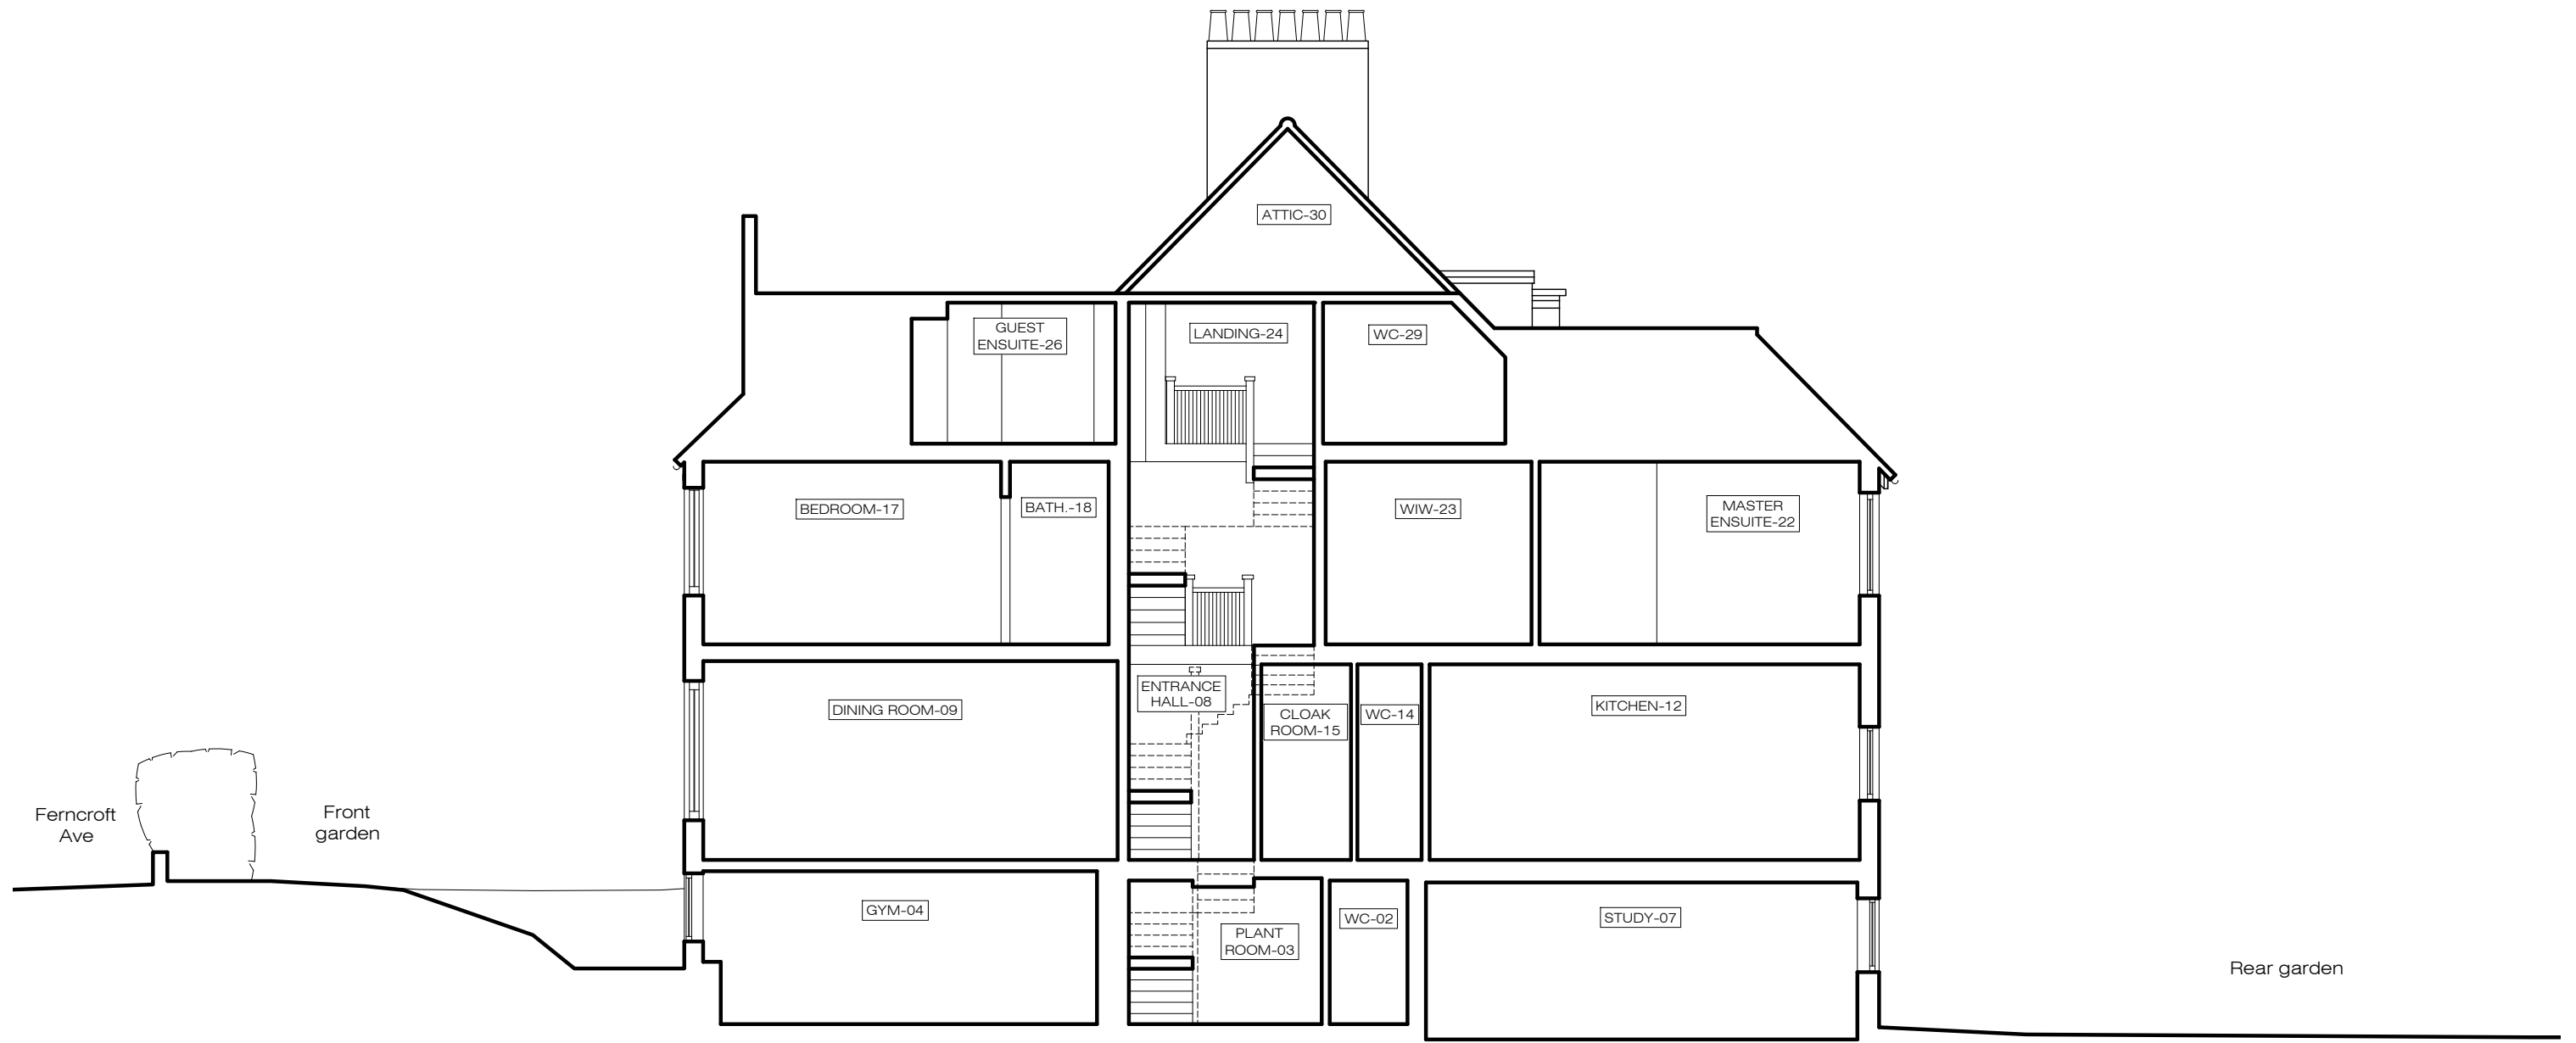 ATTIC-30
GUEST
ENSUITE-26
LANDING-24
WC-29
BEDROOM-17
BATH.-18
WIW-23
MASTER
ENSUITE-22
DINING ROOM-09
ENTRANCE
HALL-08
CLOAK
ROOM-15
WC-14
KITCHEN-12
Ferncroft
Ave
Front
garden
GYM-04
PLANT
ROOM-03
WC-02
STUDY-07
Rear garden